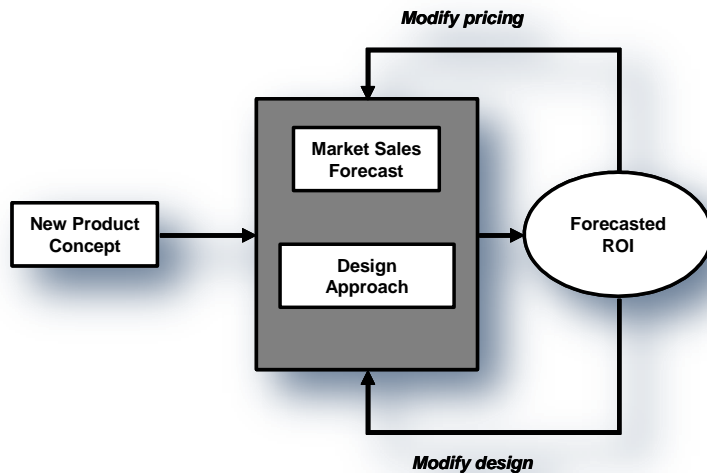 Modify pricing
Market Sales
Forecast
New Product
Concept
Forecasted
ROI
Design
Approach
Modify design